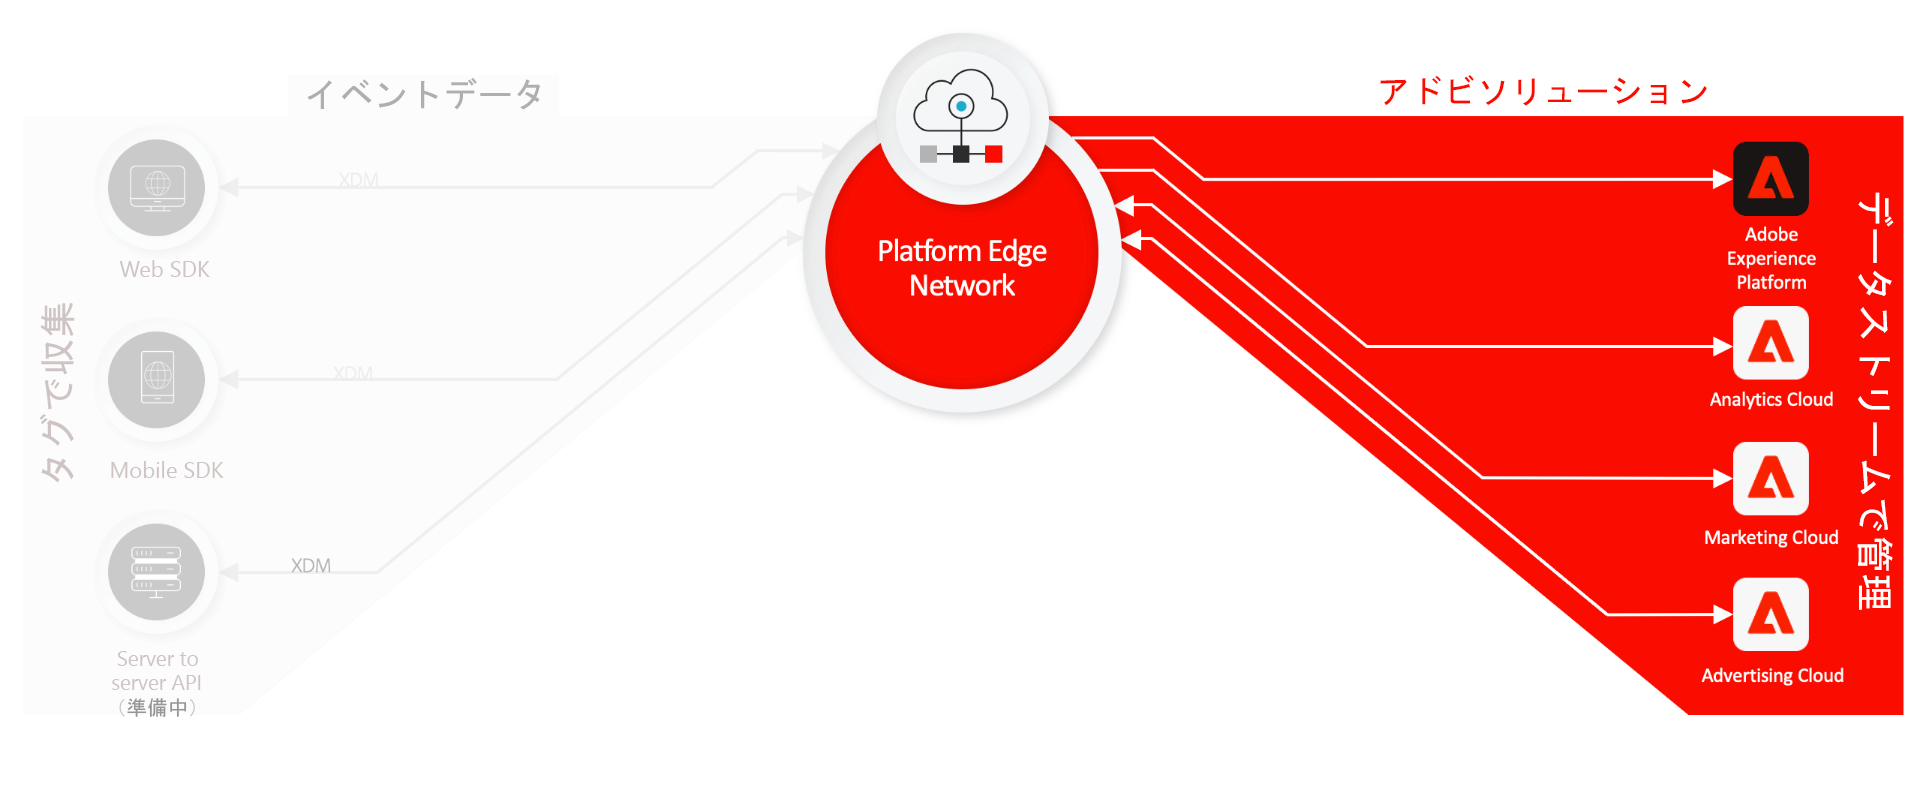 イベントデータ
アドビソリューション
タグで収集
XDM
Web SDK
XDM
Mobile SDK
XDM
Server to
server API
（準備中）
Platform Edge
Network
Adobe
Experience
Platform
Analytics Cloud
Marketing Cloud
Advertising Cloud
データストリームで管理